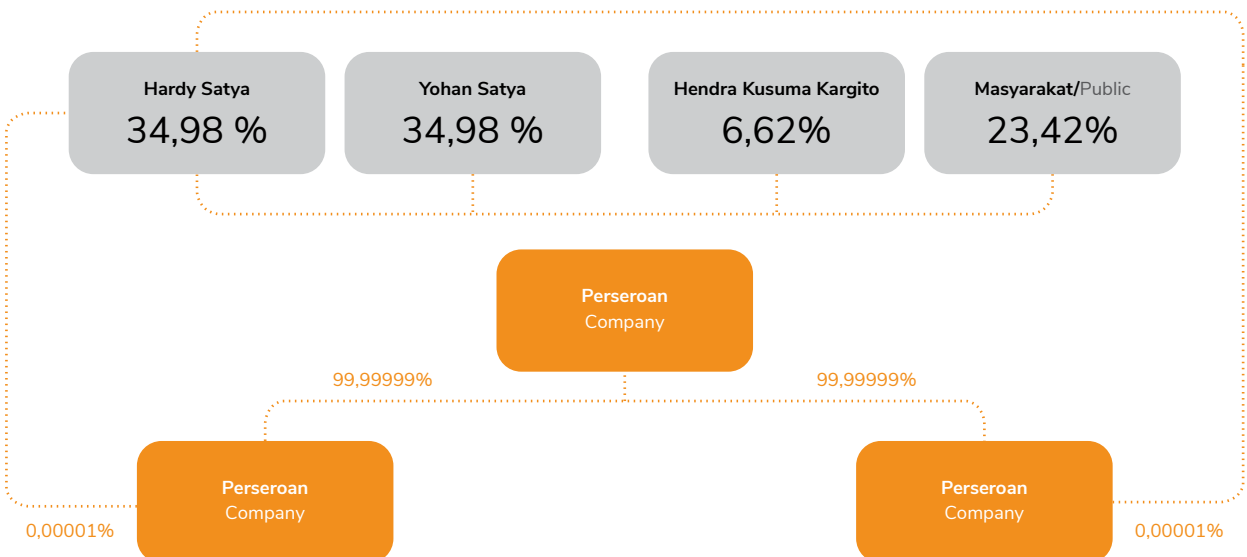 Hardy Satya
34,98 %
Yohan Satya
34,98 %
Hendra Kusuma Kargito
6,62%
Masyarakat/Public
23,42%
Perseroan
Company
99,99999%
99,99999%
Perseroan
Company
0,00001%
Perseroan
Company
0,00001%